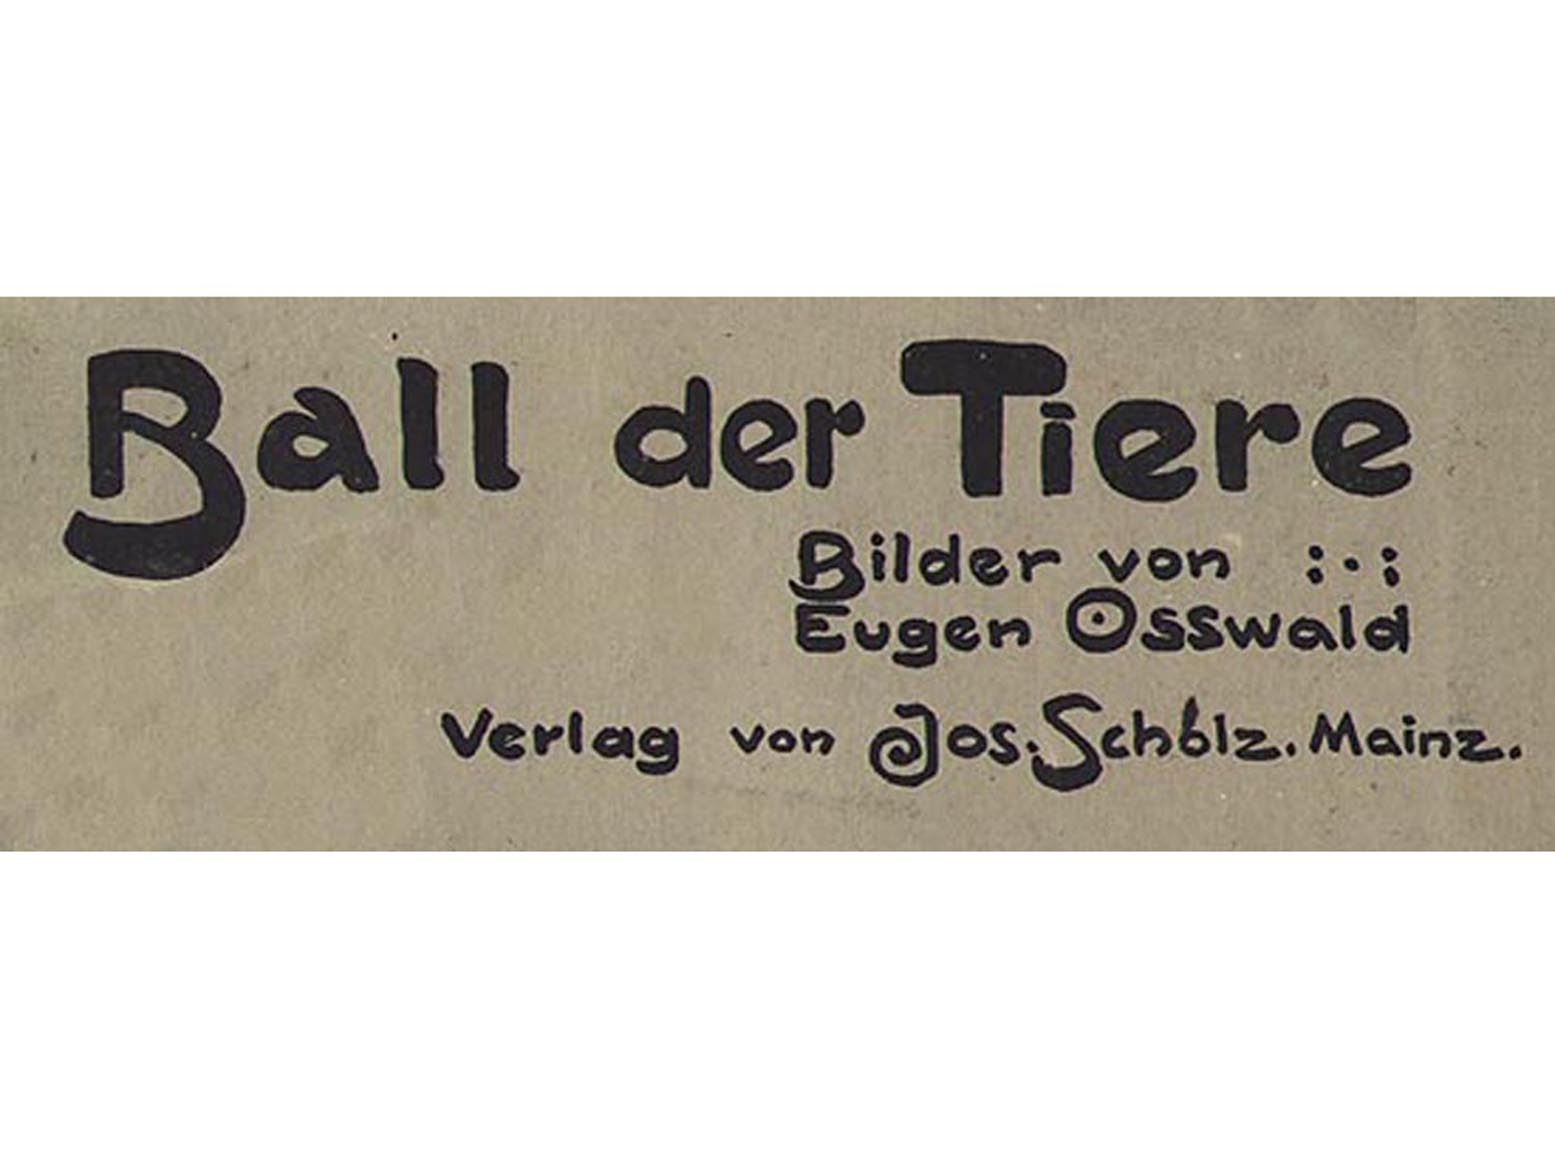 Ball der Tiere
Bilder von :·:
Eugen Osswald
Verlag von Jos. Scholz. Mainz.